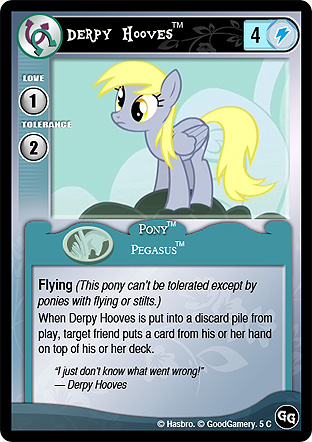 Derpy Hooves™
4
LOVE
1
TOLERANCE
2
Pony™
Pegasus™
Flying (This pony can't be tolerated except by
ponies with flying or stilts.)
When Derpy Hooves is put into a discard pile from
play, target friend puts a card from his or her hand
on top of his or her deck.
"I just don't know what went wrong!"
— Derpy Hooves
GG
© Hasbro. © GoodGamery. 5 C